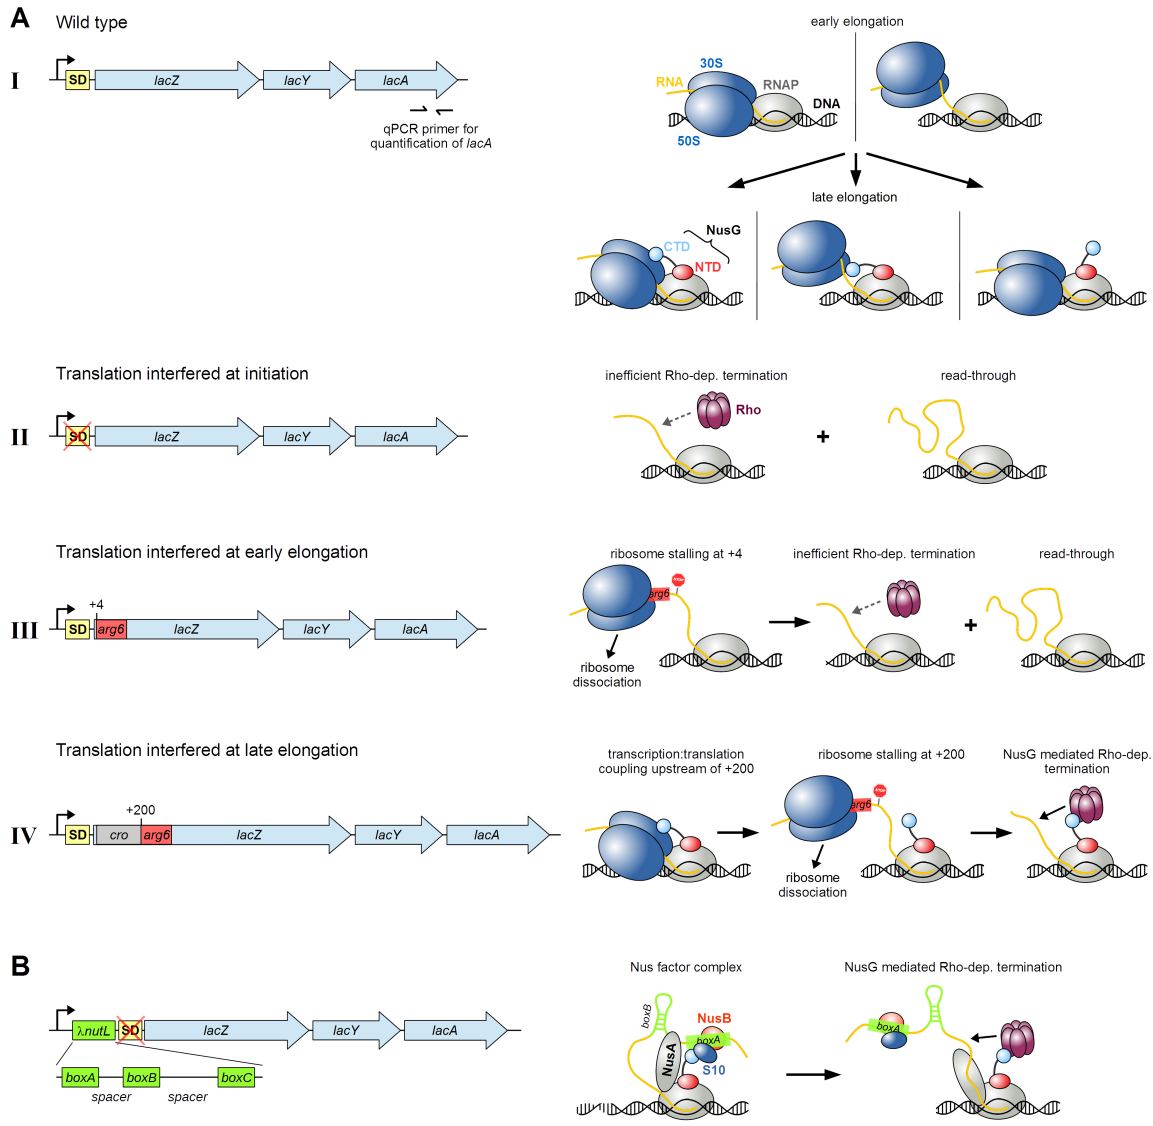 A
Wild type
I
SD
lacZ
lacY
lacA
qPCR primer for
quantification of lacA
early elongation
30S
RNA
RNAP
DNA
50S
late elongation
NusG
CTD
NTD
Translation interfered at initiation
II
SD
lacZ
lacY
lacA
inefficient Rho-dep. termination
read-through
Rho
+
Translation interfered at early elongation
III
+4
SD
arg6
lacZ
lacY
lacA
ribosome stalling at +4
inefficient Rho-dep. termination
read-through
arg6
STOP
+
ribosome
dissociation
Translation interfered at late elongation
IV
+200
SD
cro
arg6
lacZ
lacY
lacA
transcription:translation
coupling upstream of +200
ribosome stalling at +200
NusG mediated Rho-dep.
termination
arg6
STOP
ribosome
dissociation
B
λnutL
SD
lacZ
lacY
lacA
boxA
boxB
boxC
spacer
spacer
Nus factor complex
NusG mediated Rho-dep. termination
boxB
NusB
boxA
NusA
S10
boxA